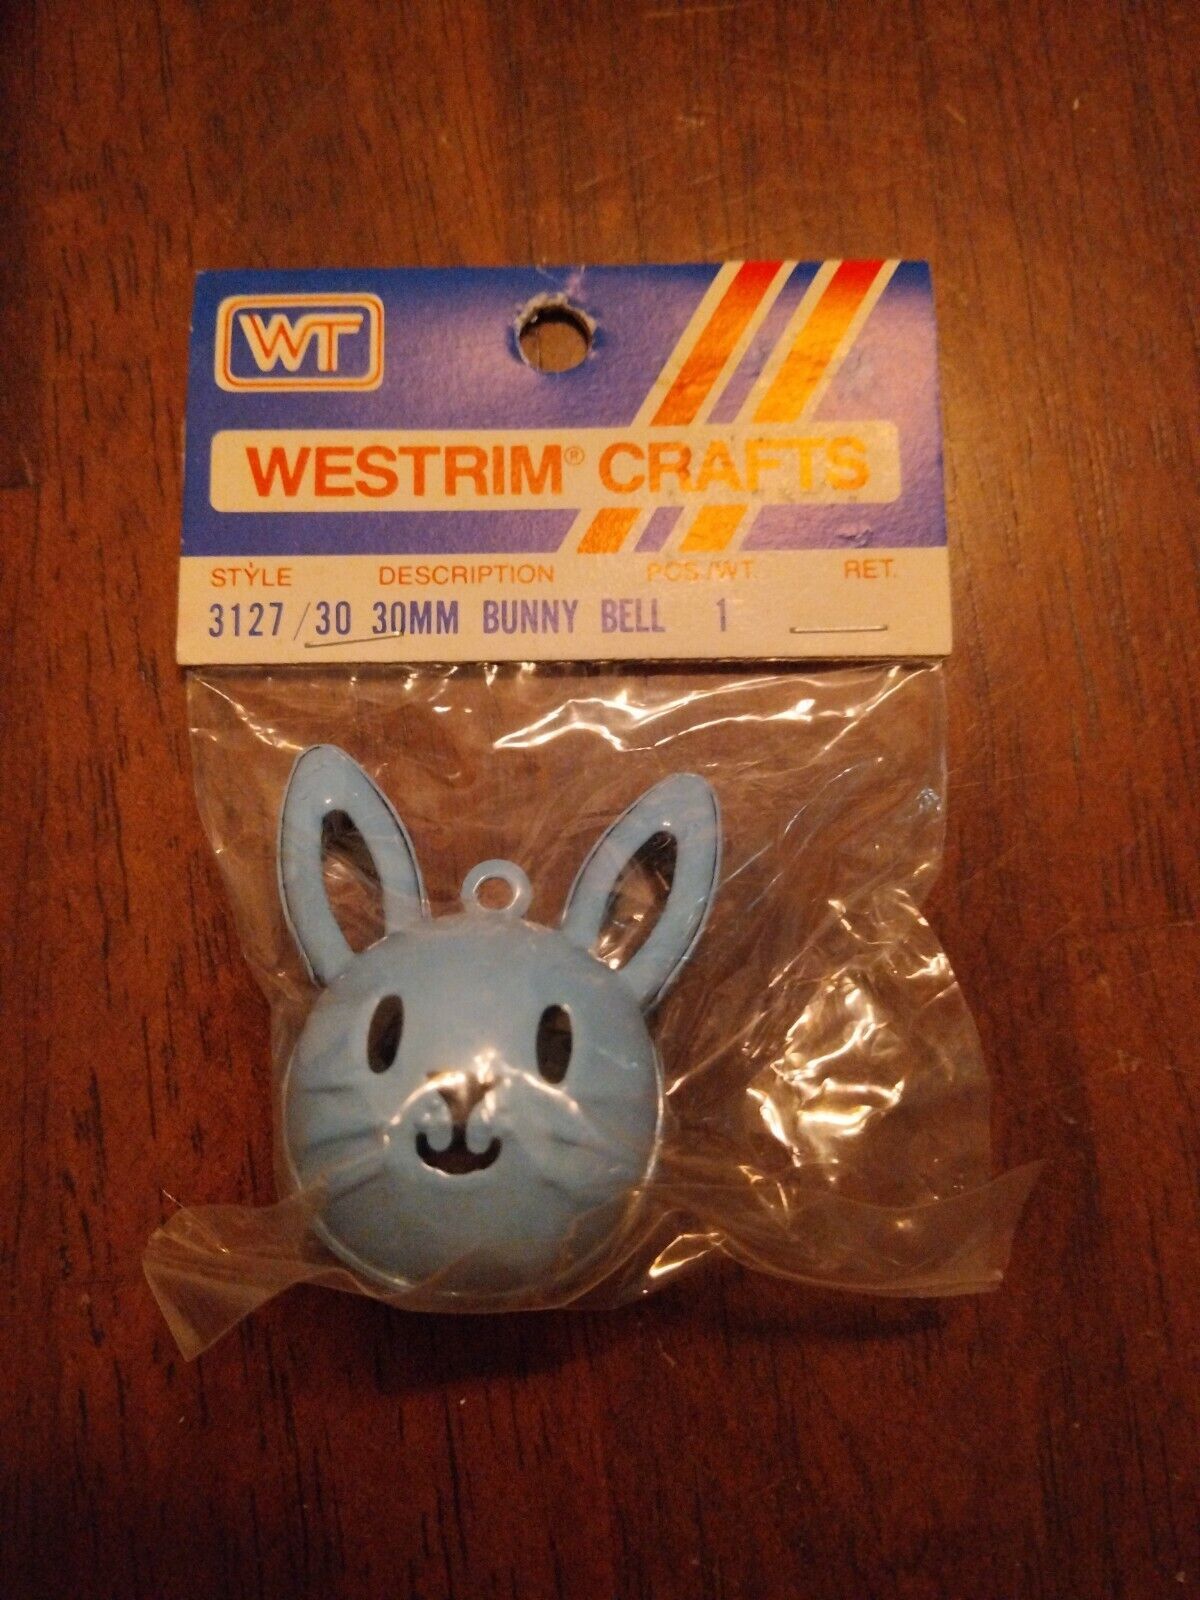 WT
WESTRIM® CRAFTS
STYLE DESCRIPTION PCS./WT. RET.
3127/30 30MM BUNNY BELL 1